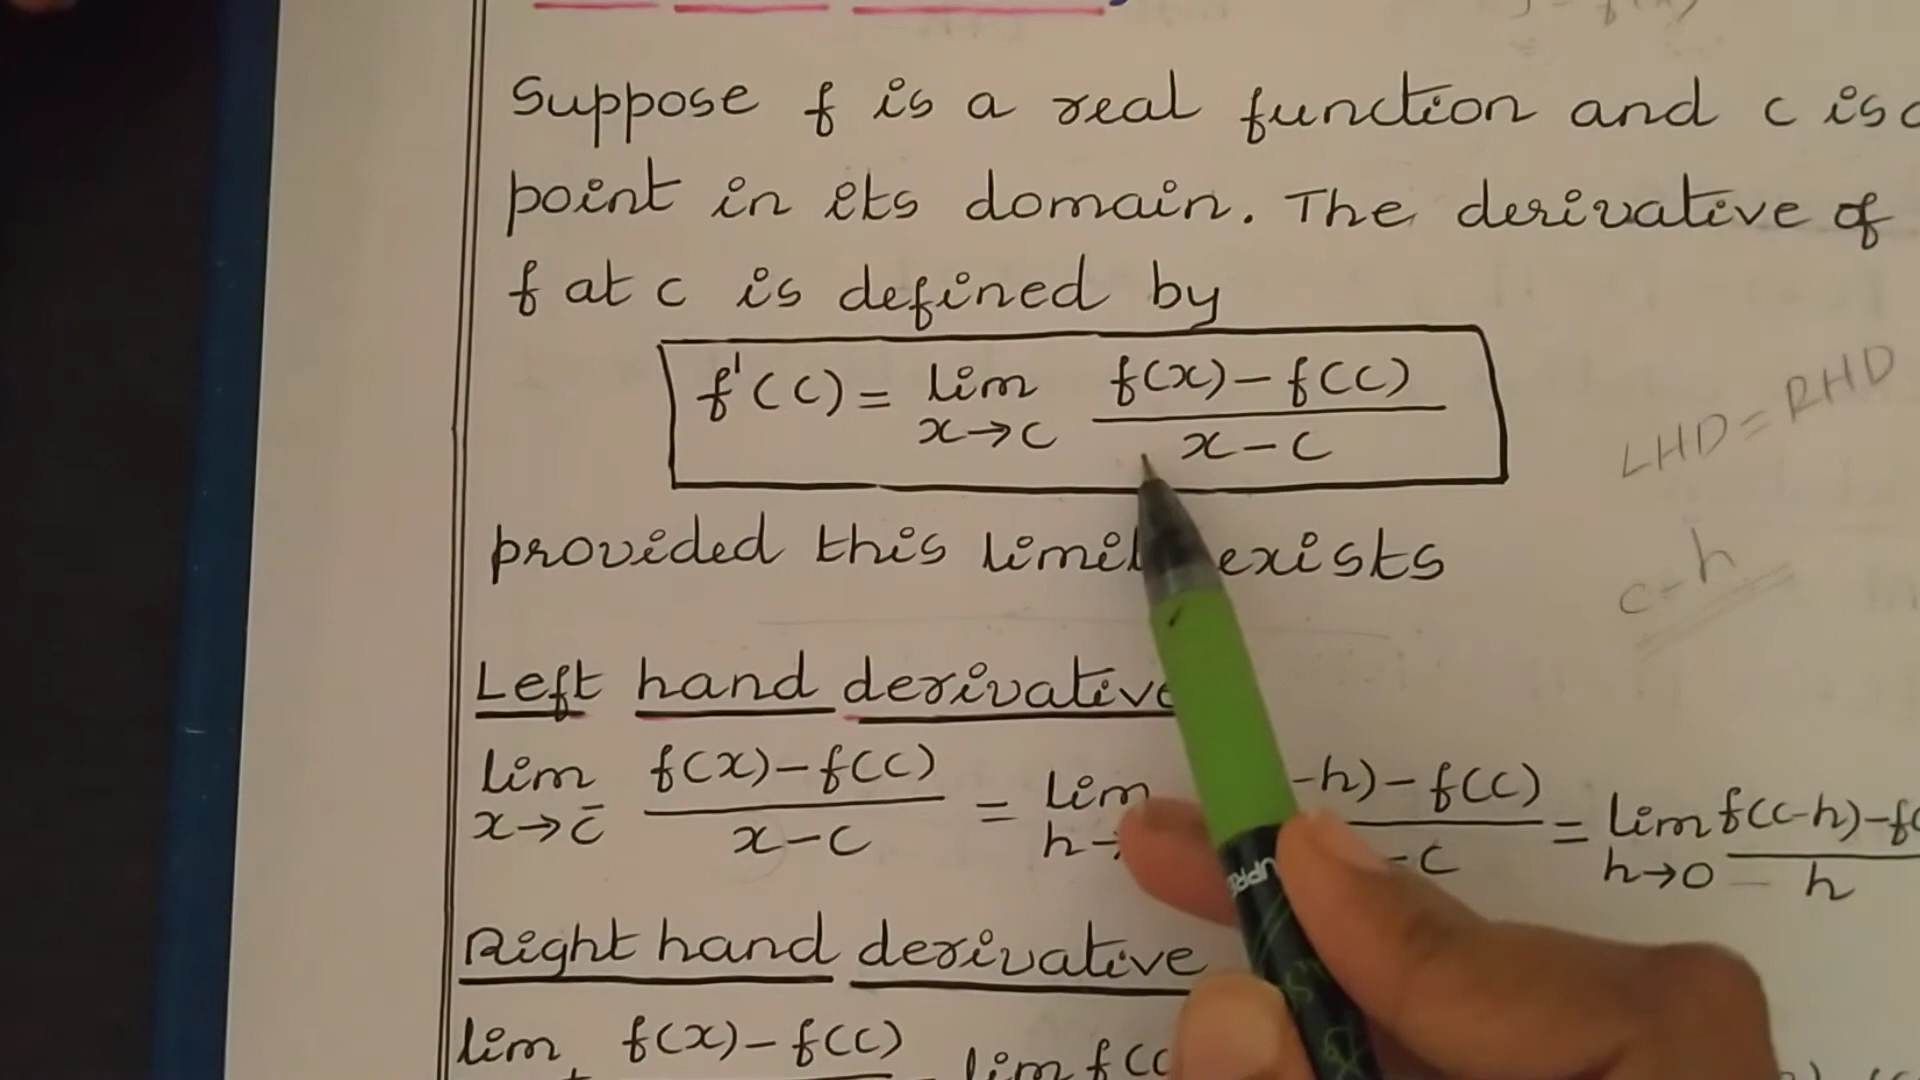 Suppose f is a real function and c is a
point in its domain. The derivative of
f at c is defined by
f'(c) = lim x→c f(x)-f(c) / x-c
LHD = RHD
provided this limit exists
c-h
Left hand derivative
lim x→c⁻ f(x)-f(c) / x-c = lim h→ -h)-f(c) / -c = lim h→0 f(c-h)-f(c / -h
Right hand derivative
lim f(x)-f(c) lim f(c